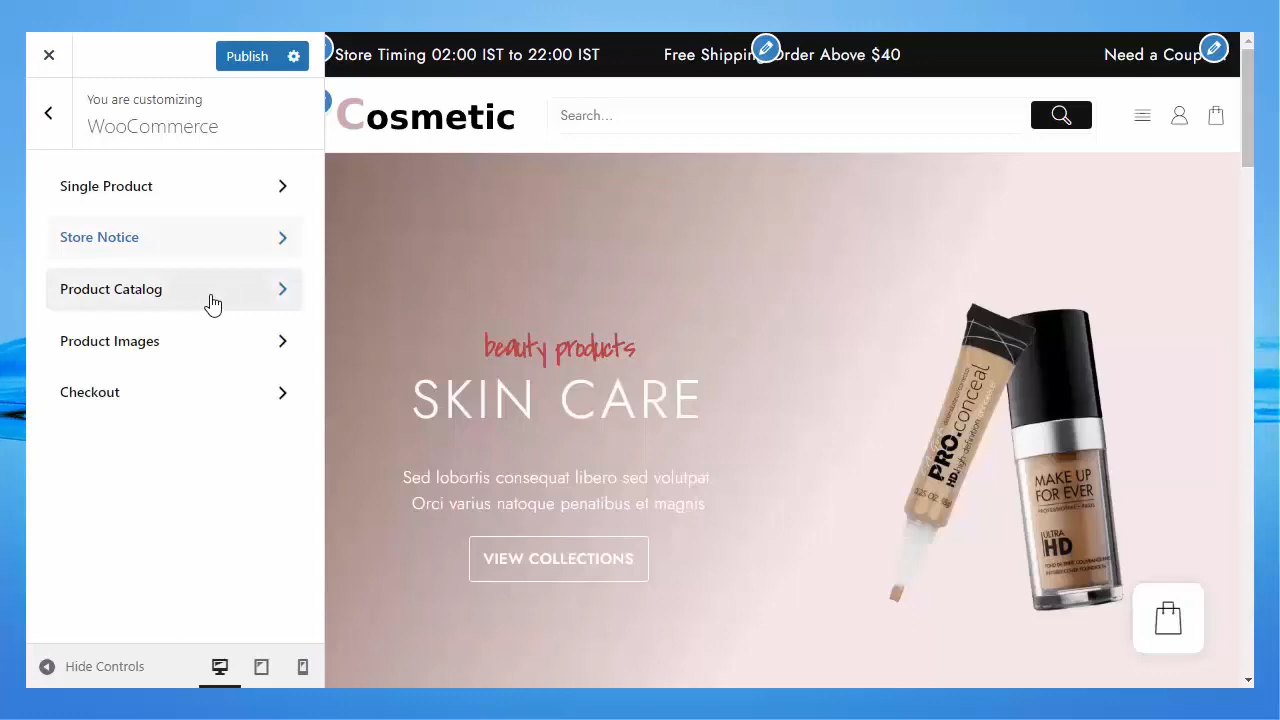 Publish
You are customizing
WooCommerce
Single Product
Store Notice
Product Catalog
Product Images
Checkout
Hide Controls
Store Timing 02:00 IST to 22:00 IST
Free Shipping Order Above $40
Need a
Cosmetic
Search...
beauty products
SKIN CARE
Sed lobortis consequat libero sed volutpat
Orci varius natoque penatibus et magnis
VIEW COLLECTIONS
PRO.conceal
HD high-definition
MAKE UP
FOR EVER
ULTRA
HD